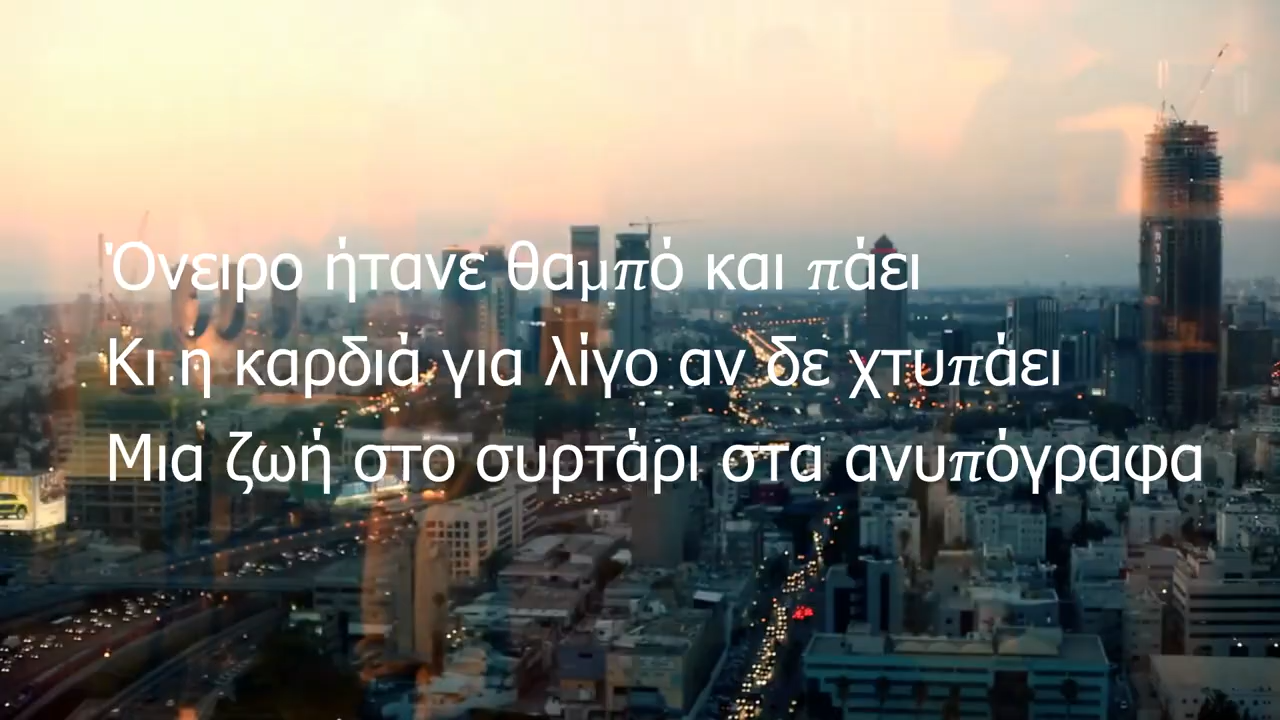 Όνειρο ήτανε θαμπό και πάει
Κι η καρδιά για λίγο αν δε χτυπάει
Μια ζωή στο συρτάρι στα ανυπόγραφα